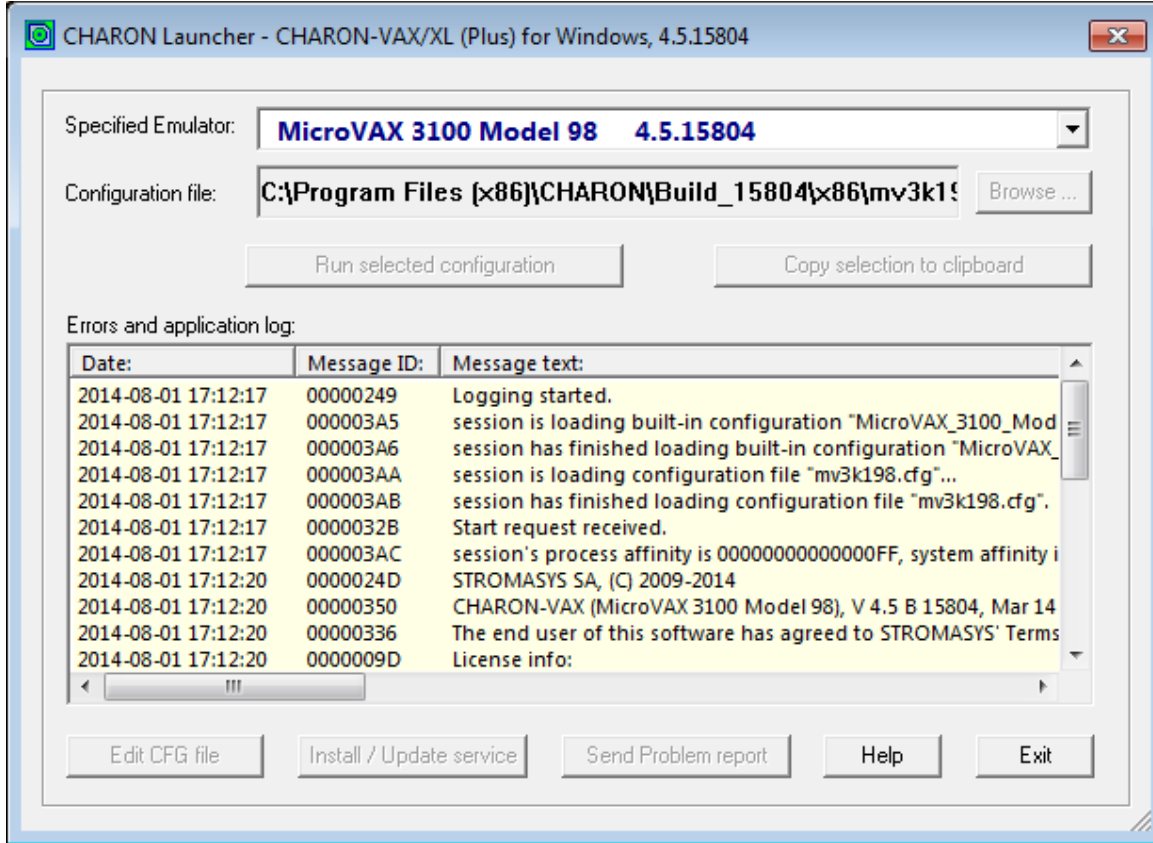 CHARON Launcher - CHARON-VAX/XL (Plus) for Windows, 4.5.15804
Specified Emulator: MicroVAX 3100 Model 98 4.5.15804
Configuration file: C:\Program Files (x86)\CHARON\Build_15804\x86\mv3k19 Browse ...
Run selected configuration Copy selection to clipboard
Errors and application log:
Date: Message ID: Message text:
2014-08-01 17:12:17 00000249 Logging started.
2014-08-01 17:12:17 000003A5 session is loading built-in configuration "MicroVAX_3100_Mod
2014-08-01 17:12:17 000003A6 session has finished loading built-in configuration "MicroVAX_
2014-08-01 17:12:17 000003AA session is loading configuration file "mv3k198.cfg"...
2014-08-01 17:12:17 000003AB session has finished loading configuration file "mv3k198.cfg".
2014-08-01 17:12:17 0000032B Start request received.
2014-08-01 17:12:17 000003AC session's process affinity is 00000000000000FF, system affinity i
2014-08-01 17:12:20 0000024D STROMASYS SA, (C) 2009-2014
2014-08-01 17:12:20 00000350 CHARON-VAX (MicroVAX 3100 Model 98), V 4.5 B 15804, Mar 14
2014-08-01 17:12:20 00000336 The end user of this software has agreed to STROMASYS' Terms
2014-08-01 17:12:20 0000009D License info:
Edit CFG file Install / Update service Send Problem report Help Exit